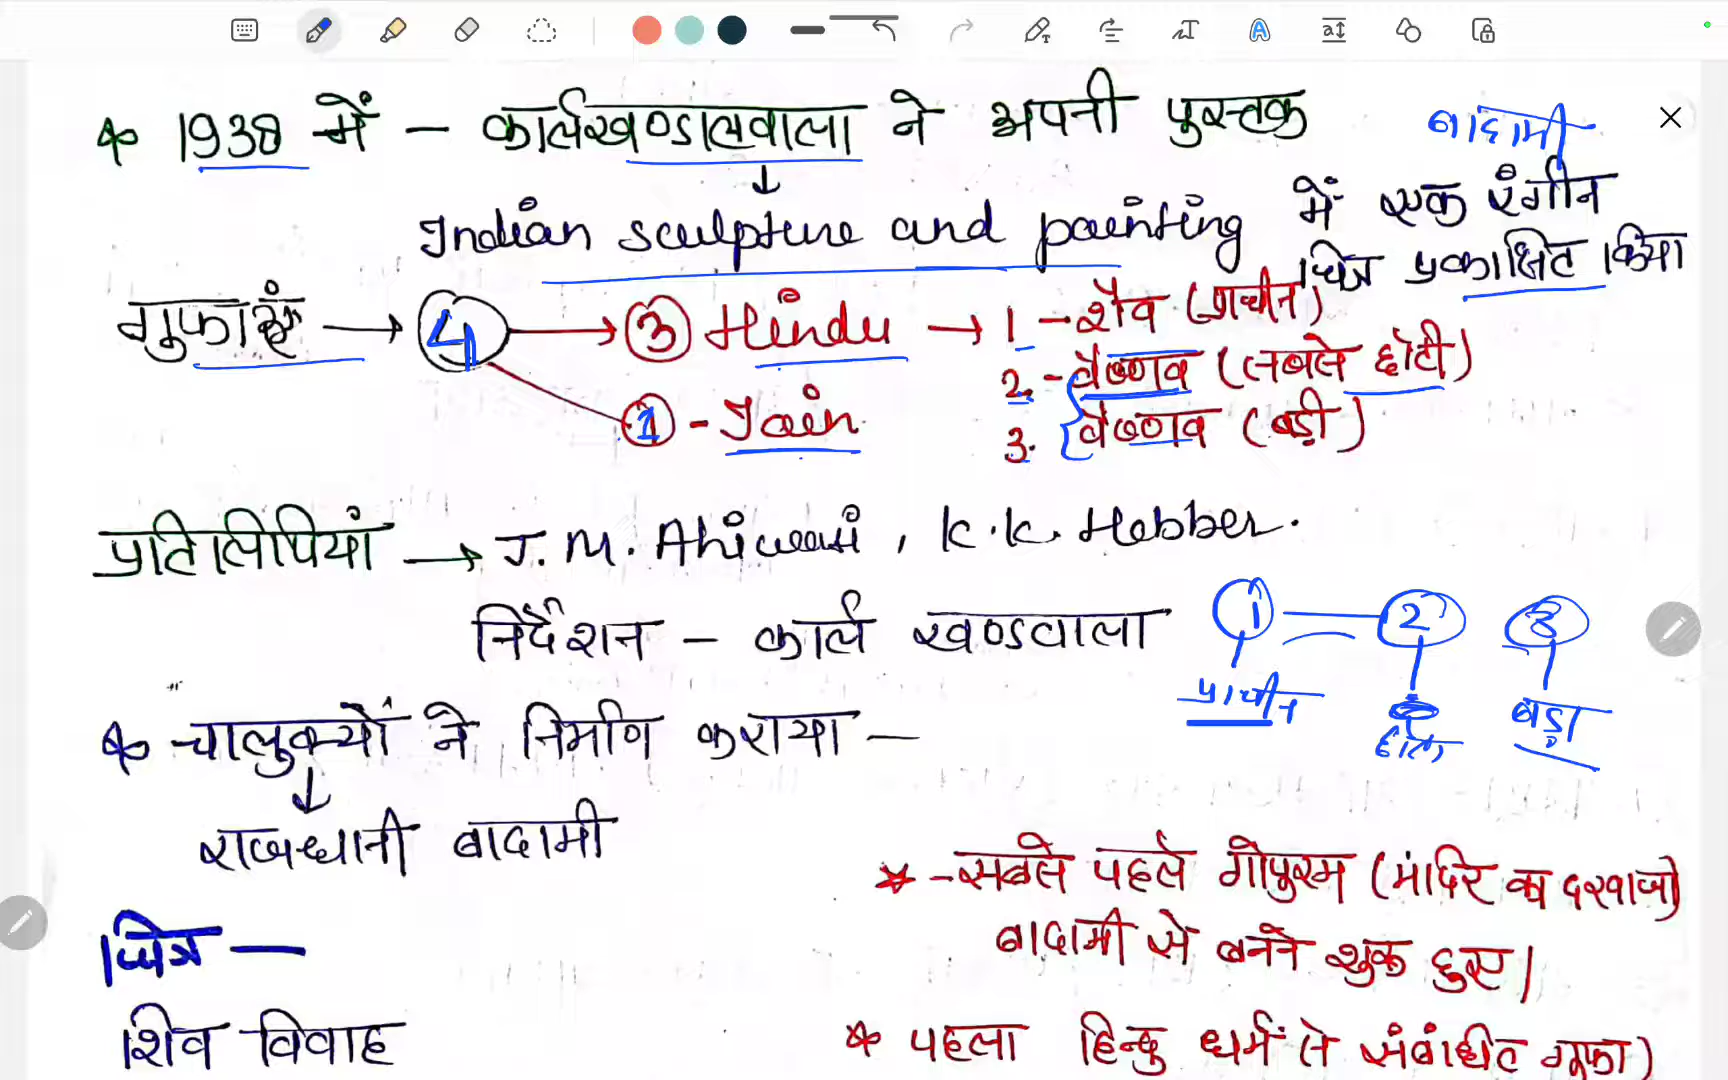 * 1938 में - कार्लखण्डालवाला ने अपनी पुस्तक
बादामी
↓
Indian sculpture and painting में एक रंगीन
चित्र प्रकाशित किया
गुफाएं → 4 → 3 Hindu → 1 - शैव (प्राचीन)
2. - वैष्णव (सबसे छोटी)
1 - Jain
3. वैष्णव (बड़ी)
प्रतिलिपियां → J. M. Ahiwasi, K. K. Hebber.
निर्देशन - कार्ल खण्डवाला
1 — 2 3
प्राचीन छोटा बड़ा
* चालुक्यों ने निर्माण कराया -
↓
राजधानी बादामी
* - सबसे पहले गोपुरम (मंदिर का दरवाजा)
बादामी से बनने शुरू हुए।
चित्र -
शिव विवाह
* पहला हिन्दु धर्म से संबंधित गुफा)